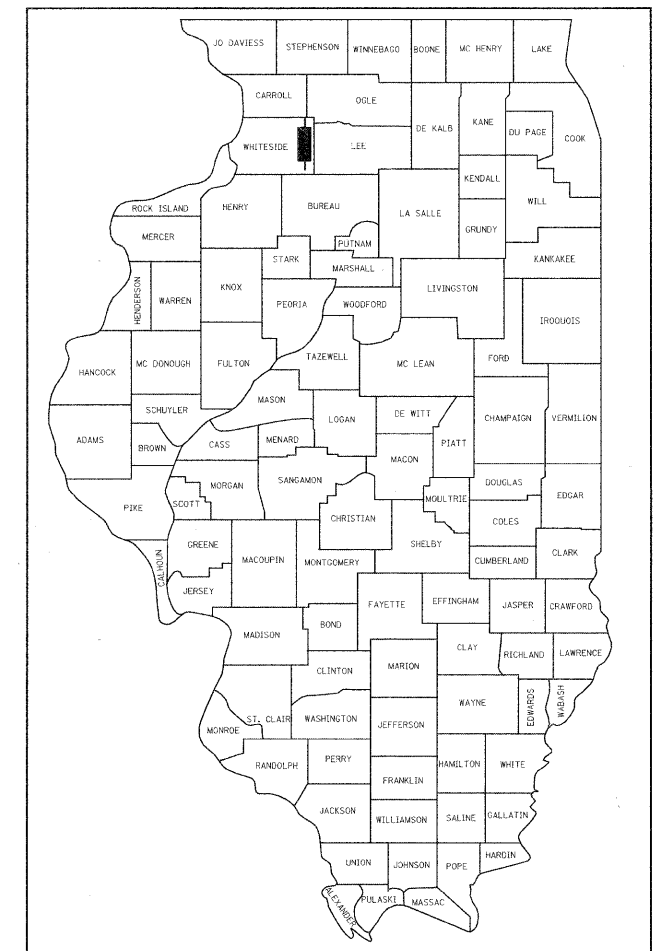 JO DAVIESS
STEPHENSON
WINNEBAGO
BOONE
MC HENRY
LAKE
CARROLL
OGLE
DE KALB
KANE
DU PAGE
COOK
WHITESIDE
LEE
KENDALL
WILL
ROCK ISLAND
HENRY
BUREAU
LA SALLE
GRUNDY
MERCER
PUTNAM
STARK
MARSHALL
KANKAKEE
HENDERSON
WARREN
KNOX
PEORIA
WOODFORD
LIVINGSTON
IROQUOIS
HANCOCK
MC DONOUGH
FULTON
TAZEWELL
MC LEAN
FORD
SCHUYLER
MASON
LOGAN
DE WITT
CHAMPAIGN
VERMILION
ADAMS
BROWN
CASS
MENARD
MACON
PIATT
MORGAN
SANGAMON
DOUGLAS
EDGAR
PIKE
SCOTT
CHRISTIAN
MOULTRIE
COLES
GREENE
MACOUPIN
MONTGOMERY
SHELBY
CUMBERLAND
CLARK
CALHOUN
JERSEY
FAYETTE
EFFINGHAM
JASPER
CRAWFORD
MADISON
BOND
CLAY
RICHLAND
LAWRENCE
CLINTON
MARION
WAYNE
EDWARDS
WABASH
ST. CLAIR
WASHINGTON
JEFFERSON
MONROE
RANDOLPH
PERRY
HAMILTON
WHITE
FRANKLIN
JACKSON
WILLIAMSON
SALINE
GALLATIN
UNION
JOHNSON
POPE
HARDIN
ALEXANDER
PULASKI
MASSAC